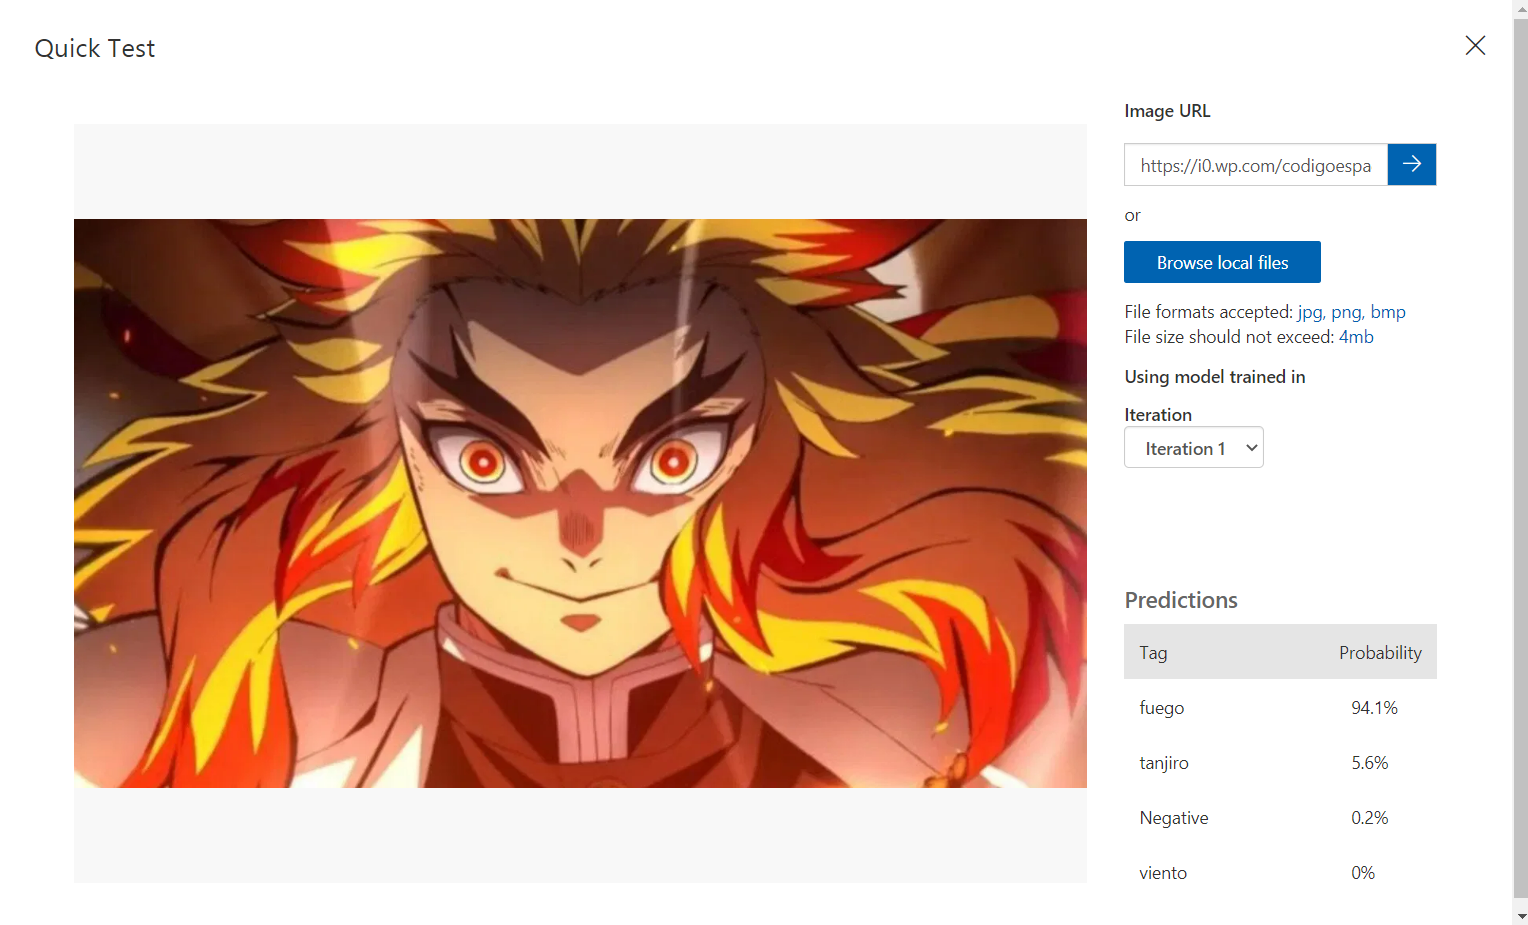 Quick Test
Image URL
https://i0.wp.com/codigoespa
or
Browse local files
File formats accepted: jpg, png, bmp
File size should not exceed: 4mb
Using model trained in
Iteration
Iteration 1
Predictions
Tag Probability
fuego 94.1%
tanjiro 5.6%
Negative 0.2%
viento 0%